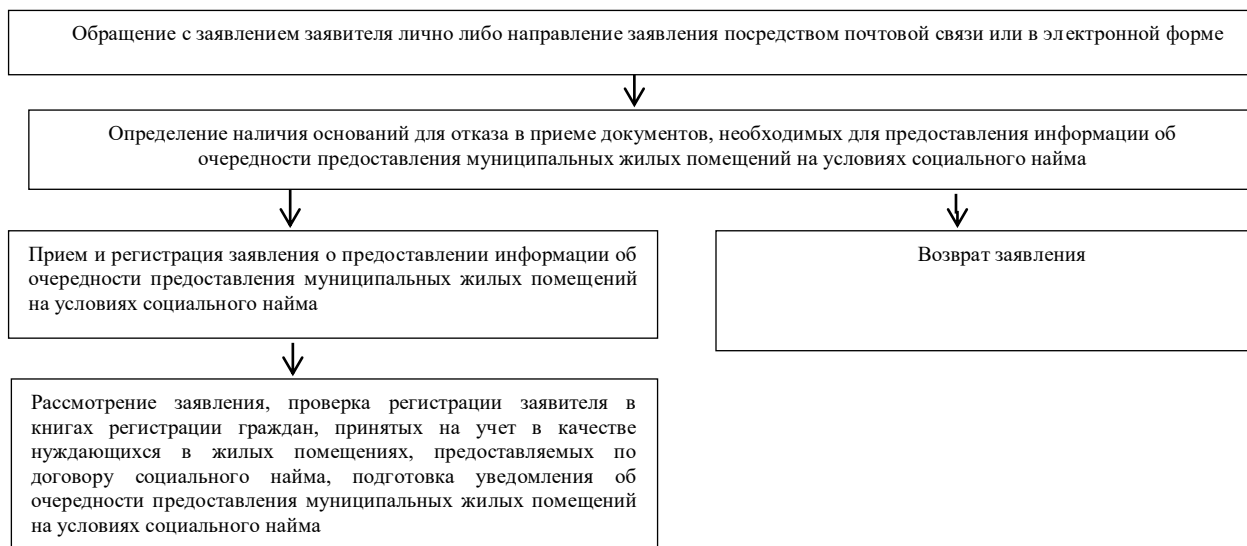 Обращение с заявлением заявителя лично либо направление заявления посредством почтовой связи или в электронной форме
Определение наличия оснований для отказа в приеме документов, необходимых для предоставления информации об
очередности предоставления муниципальных жилых помещений на условиях социального найма
Прием и регистрация заявления о предоставлении информации об
очередности предоставления муниципальных жилых помещений
на условиях социального найма
Возврат заявления
Рассмотрение заявления, проверка регистрации заявителя в
книгах регистрации граждан, принятых на учет в качестве
нуждающихся в жилых помещениях, предоставляемых по
договору социального найма, подготовка уведомления об
очередности предоставления муниципальных жилых помещений
на условиях социального найма